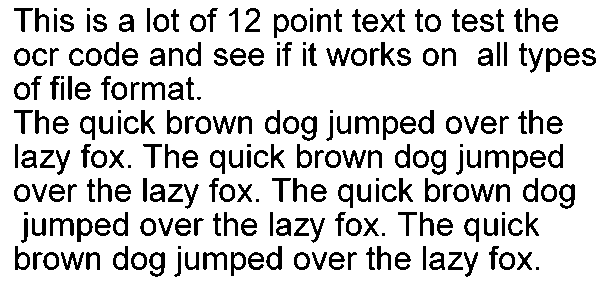 This is a lot of 12 point text to test the
ocr code and see if it works on  all types
of file format.
The quick brown dog jumped over the
lazy fox. The quick brown dog jumped
over the lazy fox. The quick brown dog
 jumped over the lazy fox. The quick
brown dog jumped over the lazy fox.